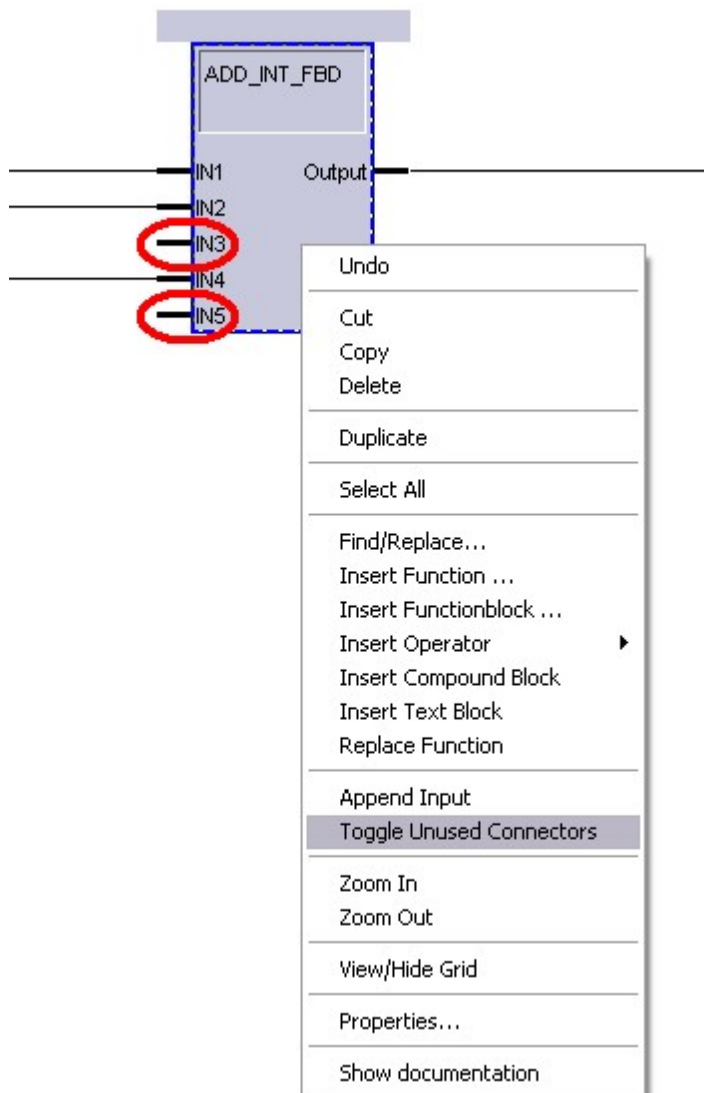 ADD_INT_FBD
IN1 Output
IN2
IN3
IN4
IN5
Undo
Cut
Copy
Delete
Duplicate
Select All
Find/Replace...
Insert Function ...
Insert Functionblock ...
Insert Operator
Insert Compound Block
Insert Text Block
Replace Function
Append Input
Toggle Unused Connectors
Zoom In
Zoom Out
View/Hide Grid
Properties...
Show documentation